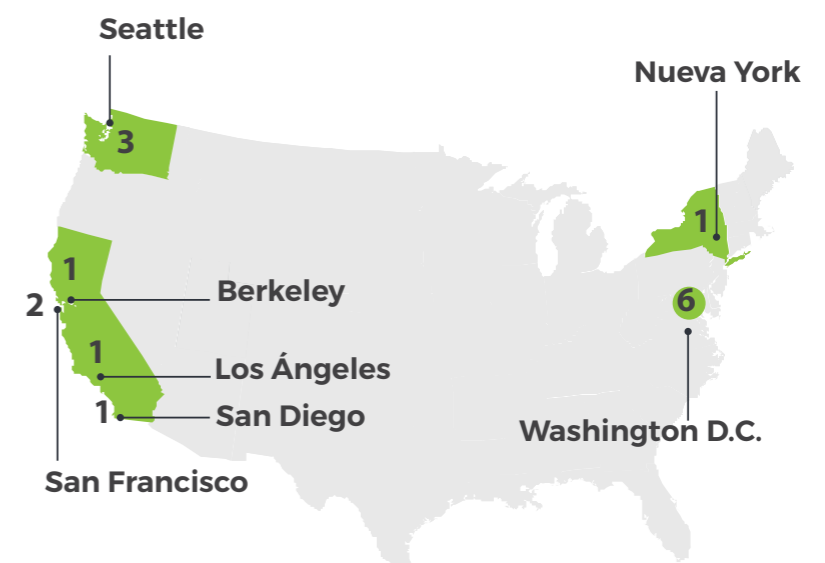 Seattle
Nueva York
3
1
1
Berkeley
2
6
1
Los Ángeles
1
San Diego
Washington D.C.
San Francisco